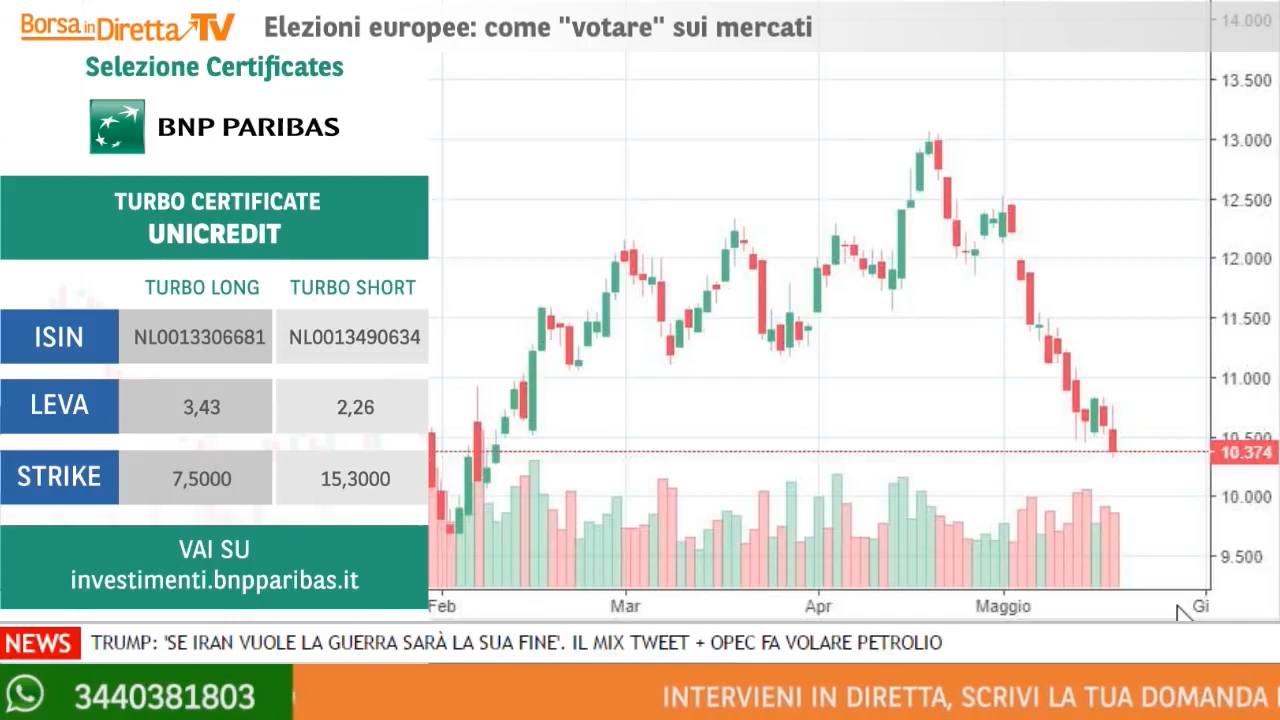 Borsa in Diretta TV
Elezioni europee: come "votare" sui mercati
Selezione Certificates
BNP PARIBAS
TURBO CERTIFICATE
UNICREDIT
TURBO LONG TURBO SHORT
ISIN NL0013306681 NL0013490634
LEVA 3,43 2,26
STRIKE 7,5000 15,3000
VAI SU
investimenti.bnpparibas.it
14.000
13.500
13.000
12.500
12.000
11.500
11.000
10.500
10.374
10.000
9.500
Feb Mar Apr Maggio Gi
NEWS TRUMP: 'SE IRAN VUOLE LA GUERRA SARÀ LA SUA FINE'. IL MIX TWEET + OPEC FA VOLARE PETROLIO
3440381803 INTERVIENI IN DIRETTA, SCRIVI LA TUA DOMANDA